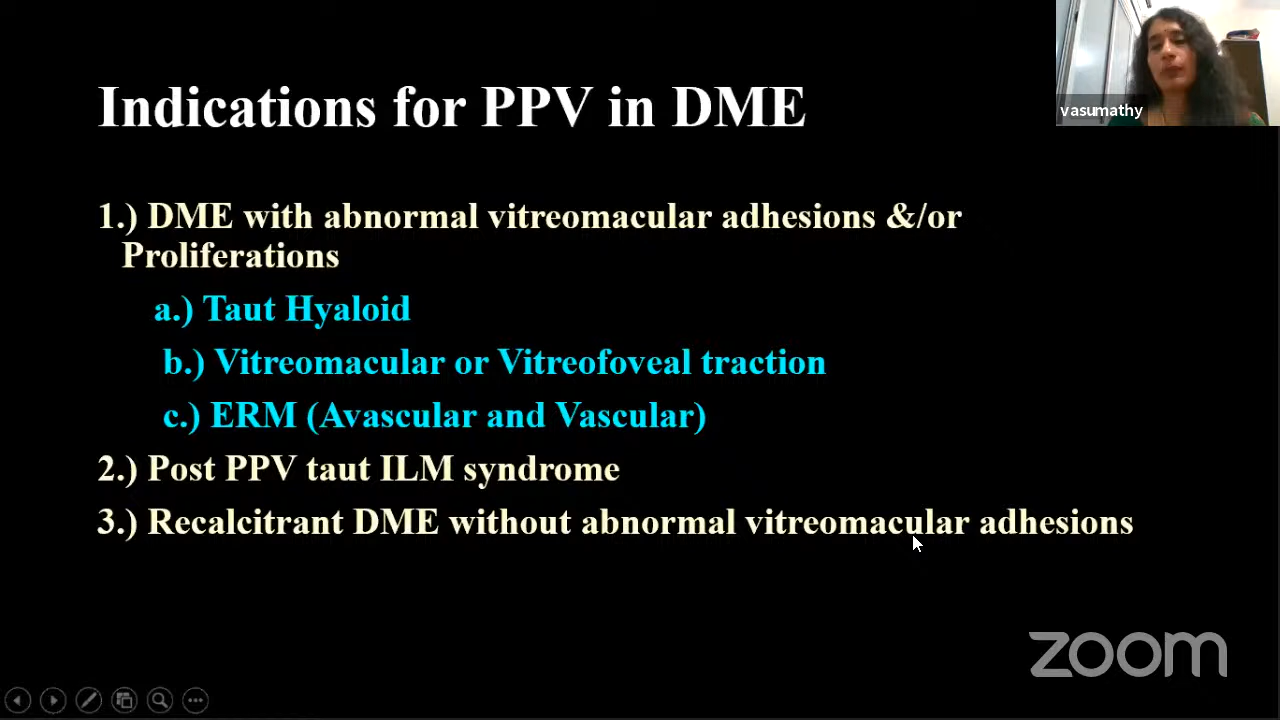 Indications for PPV in DME
vasumathy
1.) DME with abnormal vitreomacular adhesions &/or
Proliferations
a.) Taut Hyaloid
b.) Vitreomacular or Vitreofoveal traction
c.) ERM (Avascular and Vascular)
2.) Post PPV taut ILM syndrome
3.) Recalcitrant DME without abnormal vitreomacular adhesions
zoom